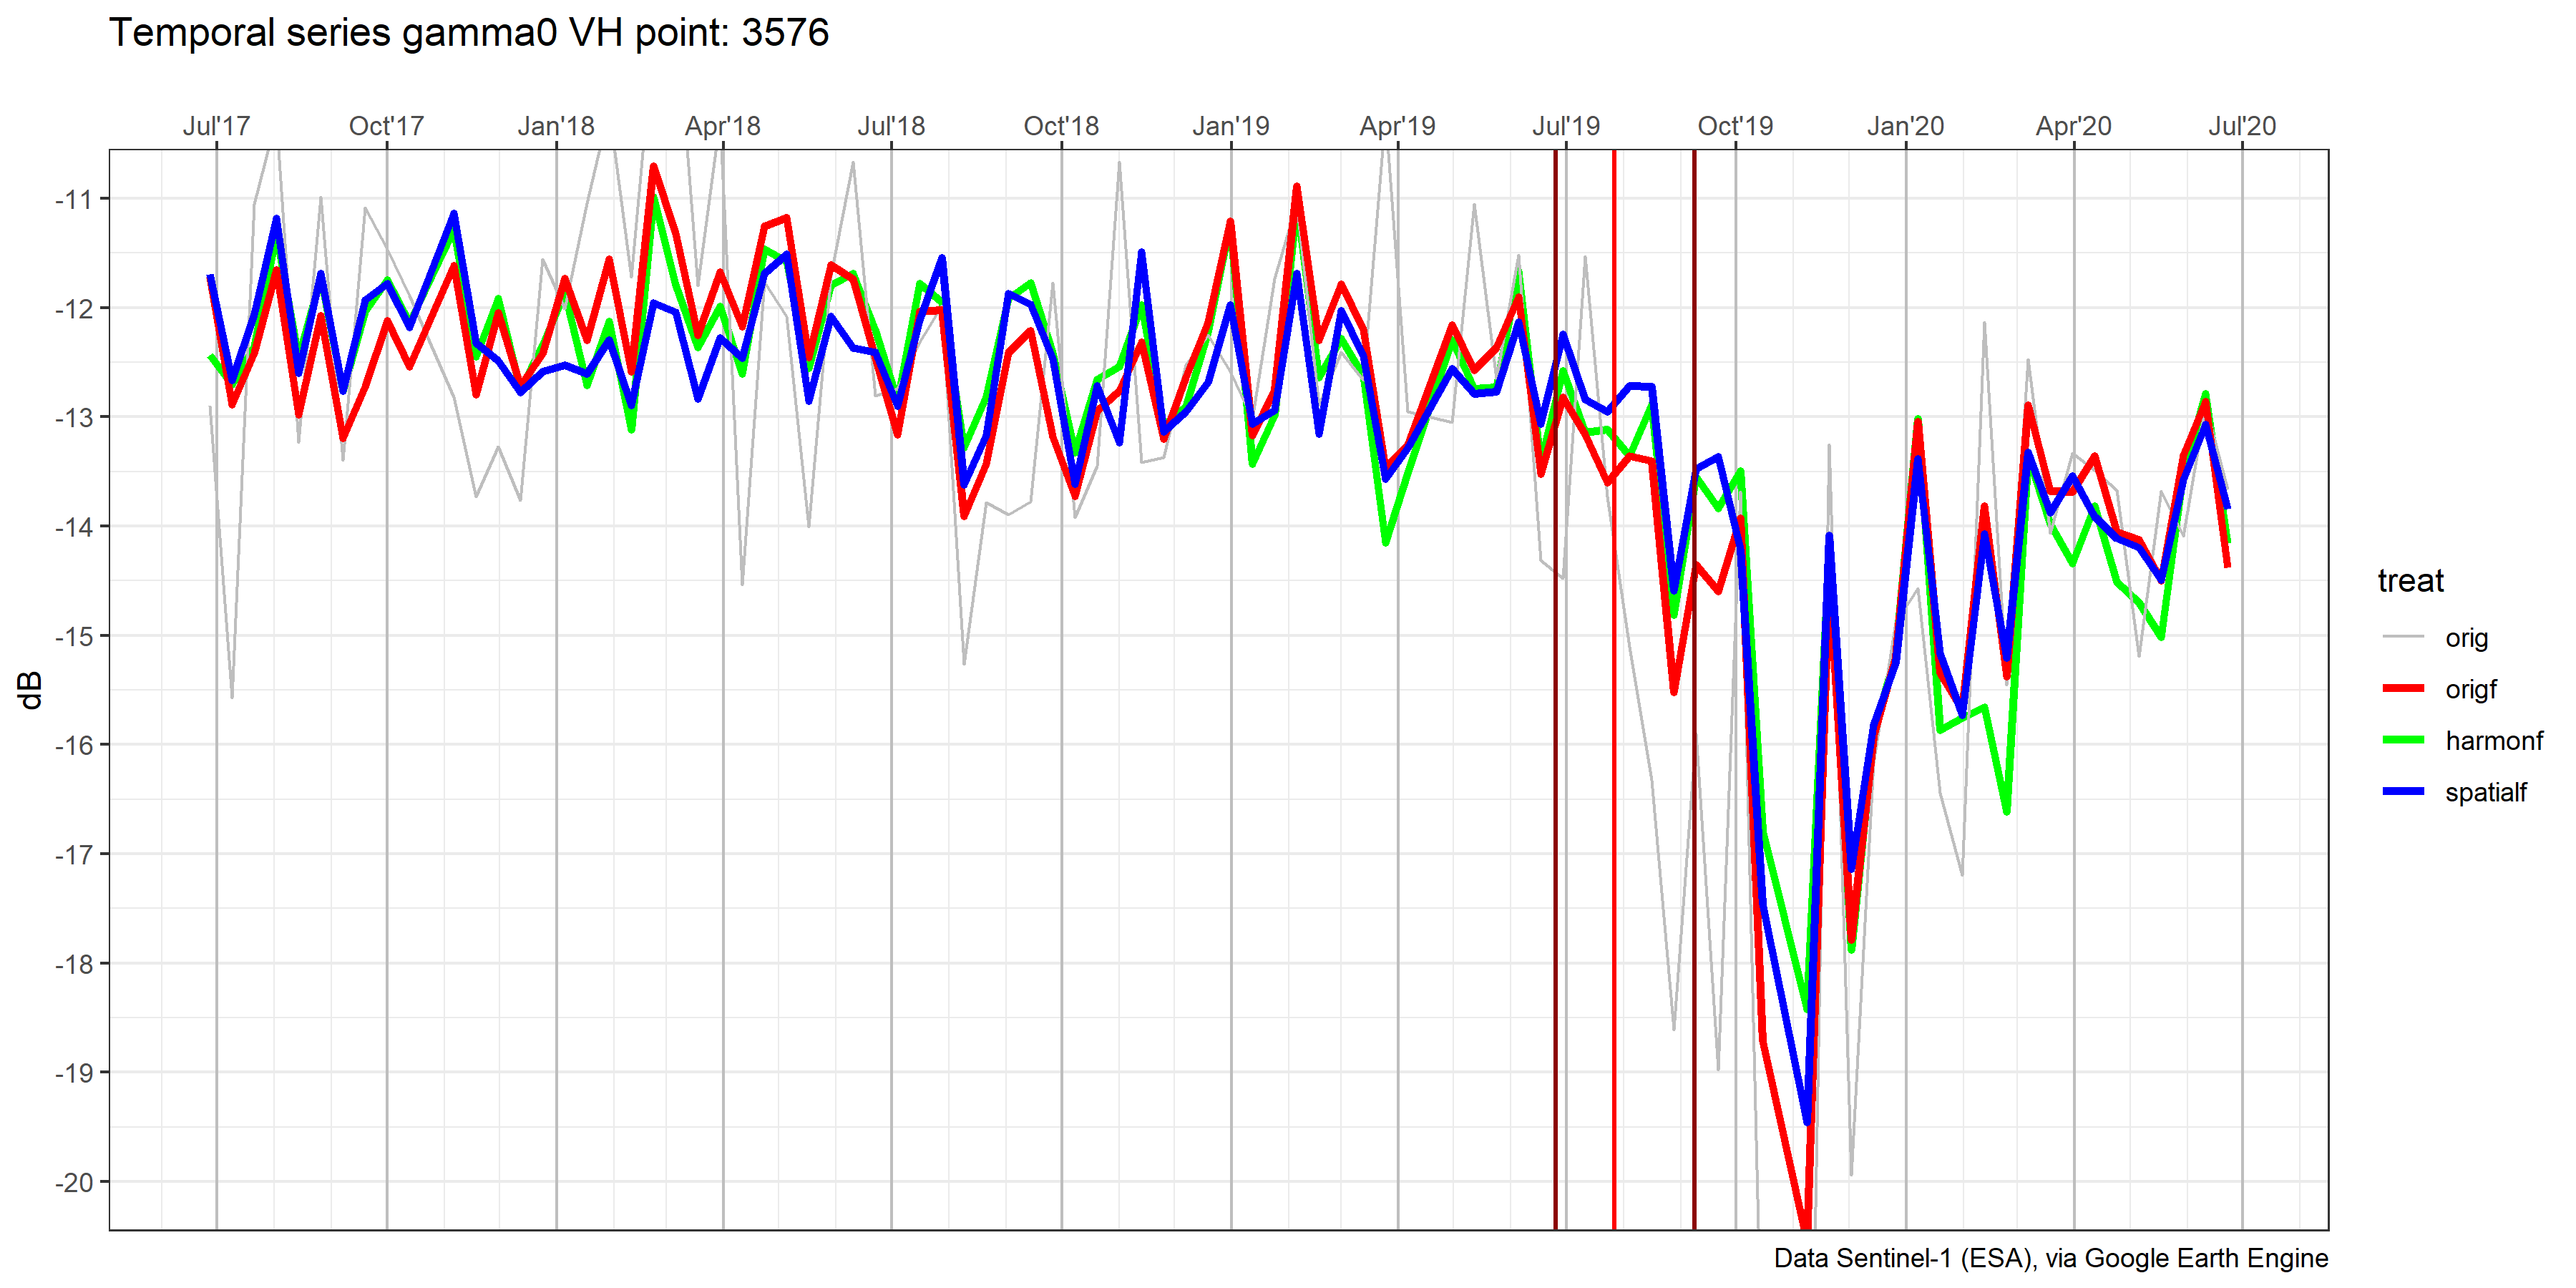 Temporal series gamma0 VH point: 3576
Jul'17 Oct'17 Jan'18 Apr'18 Jul'18 Oct'18 Jan'19 Apr'19 Jul'19 Oct'19 Jan'20 Apr'20 Jul'20
-11
-12
-13
-14
-15
-16
-17
-18
-19
-20
dB
treat
orig
origf
harmonf
spatialf
Data Sentinel-1 (ESA), via Google Earth Engine